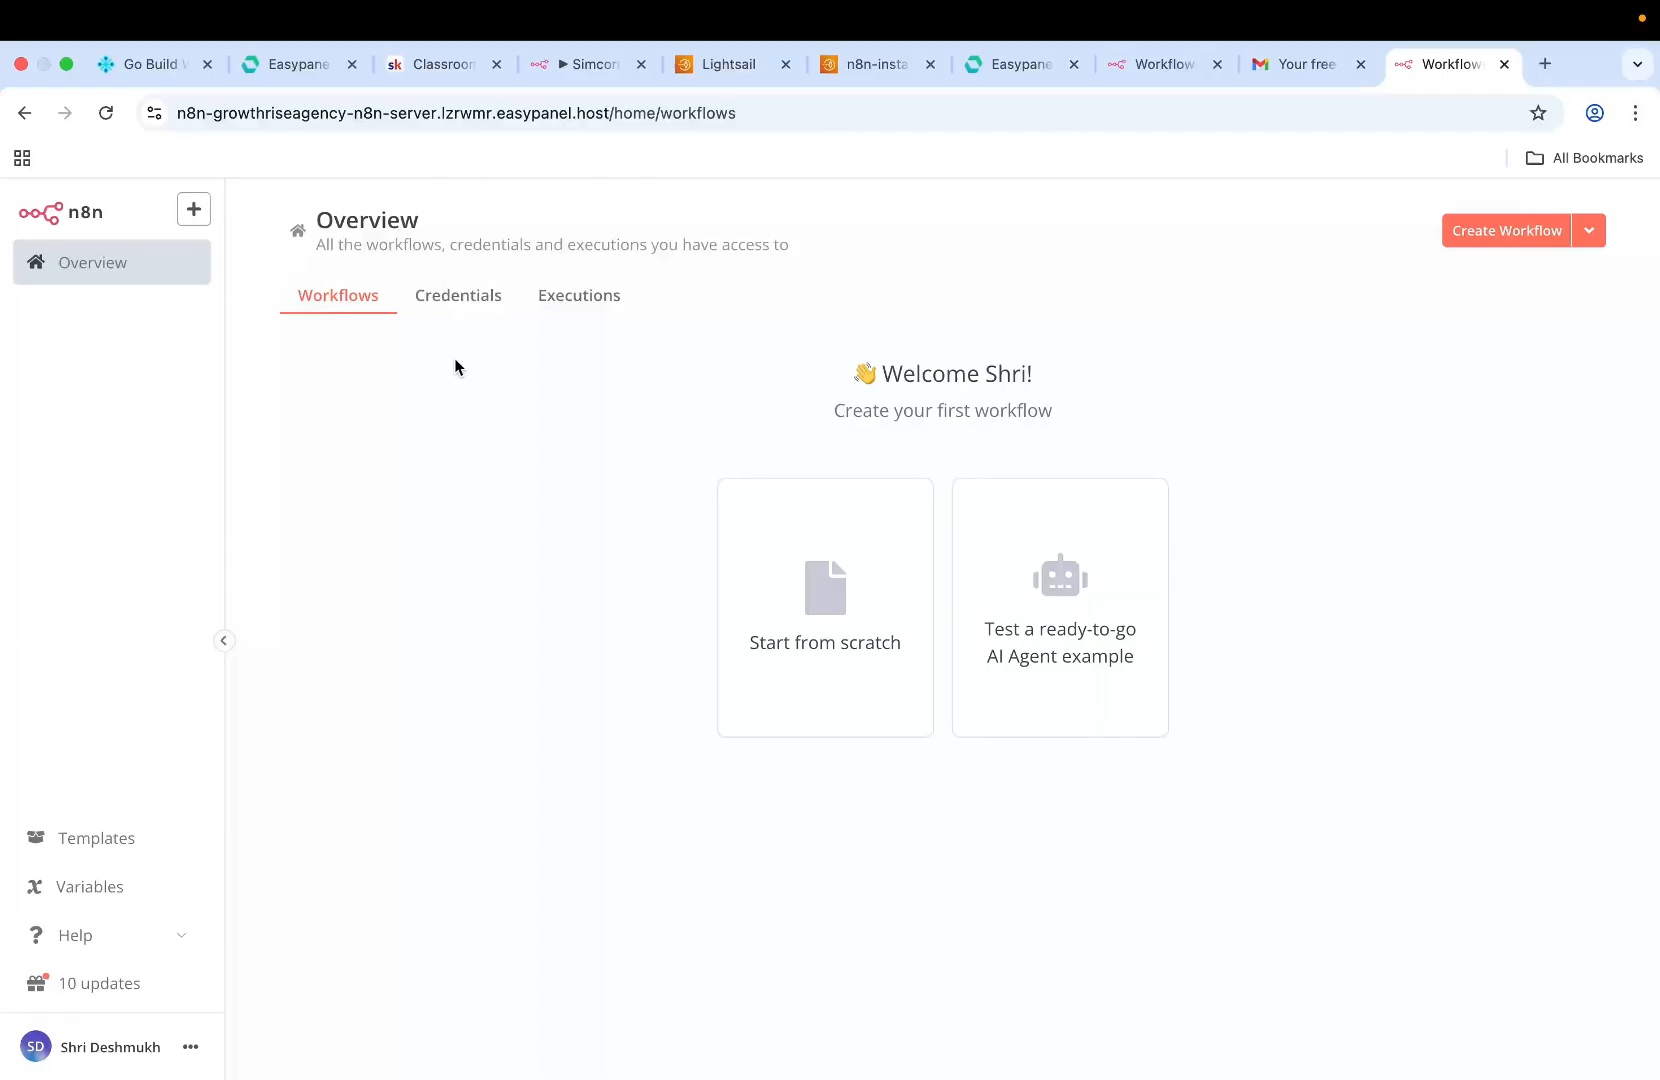 Go Build
Easypane
sk
Classroon
Simcor
Lightsail
n8n-insta
Easypane
Workflow
Your free
Workflow
n8n-growthriseagency-n8n-server.lzrwmr.easypanel.host/home/workflows
All Bookmarks
n8n
Overview
Overview
All the workflows, credentials and executions you have access to
Create Workflow
Workflows
Credentials
Executions
👋 Welcome Shri!
Create your first workflow
Start from scratch
Test a ready-to-go
AI Agent example
Templates
Variables
Help
10 updates
SD
Shri Deshmukh